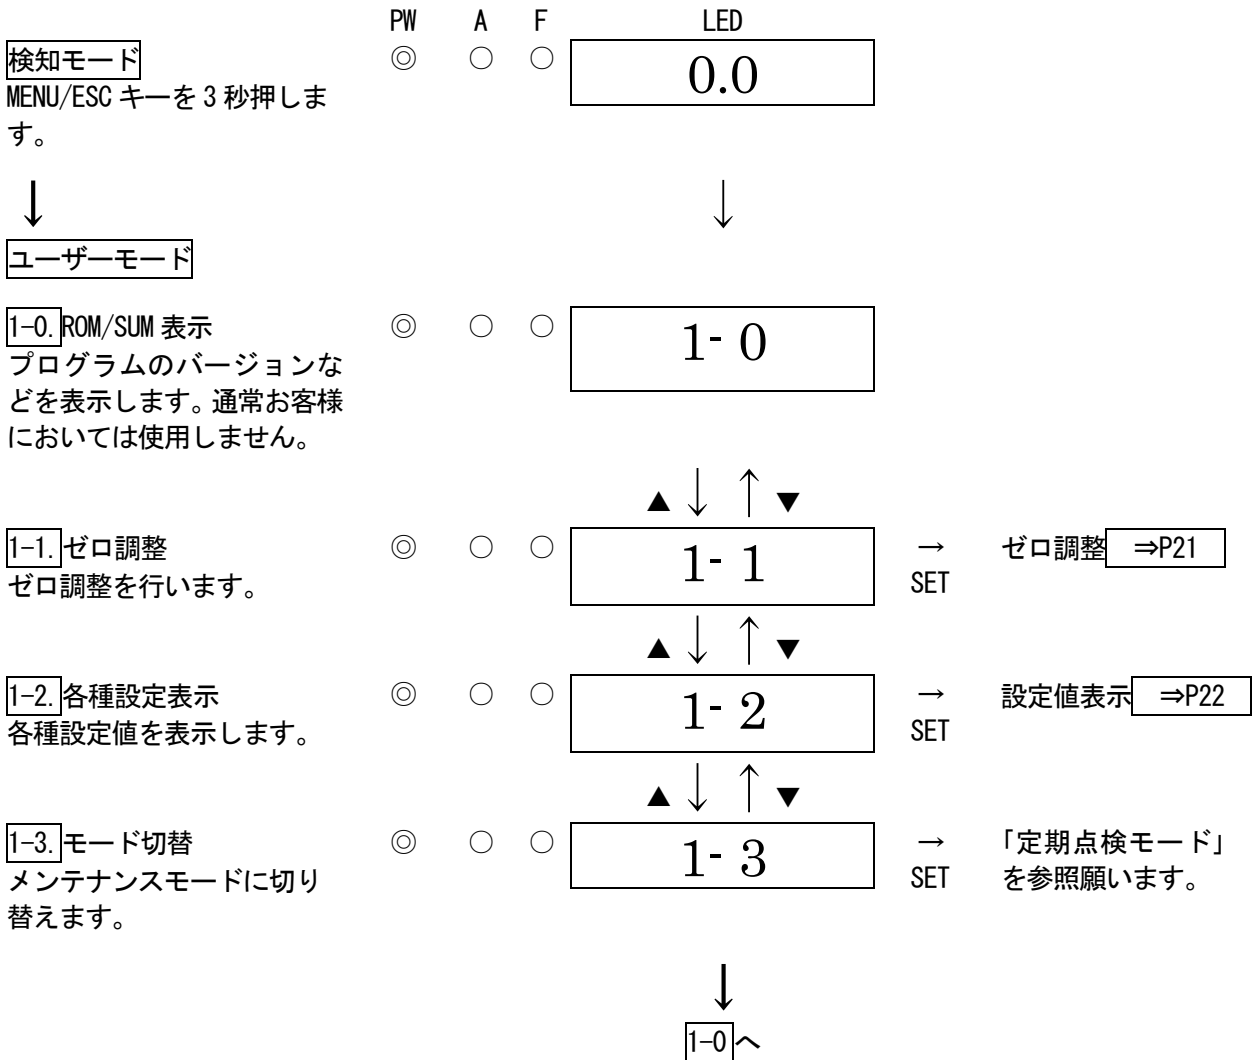 PW A F LED
検知モード ◎ ○ ○ 0.0
MENU/ESC キーを 3 秒押しま
す。
↓ ↓
ユーザーモード
1-0. ROM/SUM 表示 ◎ ○ ○ 1- 0
プログラムのバージョンな
どを表示します。通常お客様
においては使用しません。
▲ ↓ ↑ ▼
1-1. ゼロ調整 ◎ ○ ○ 1- 1 → ゼロ調整 ⇒P21
ゼロ調整を行います。 SET
▲ ↓ ↑ ▼
1-2. 各種設定表示 ◎ ○ ○ 1- 2 → 設定値表示 ⇒P22
各種設定値を表示します。 SET
▲ ↓ ↑ ▼
1-3. モード切替 ◎ ○ ○ 1- 3 → 「定期点検モード」
メンテナンスモードに切り SET を参照願います。
替えます。
↓
1-0 へ